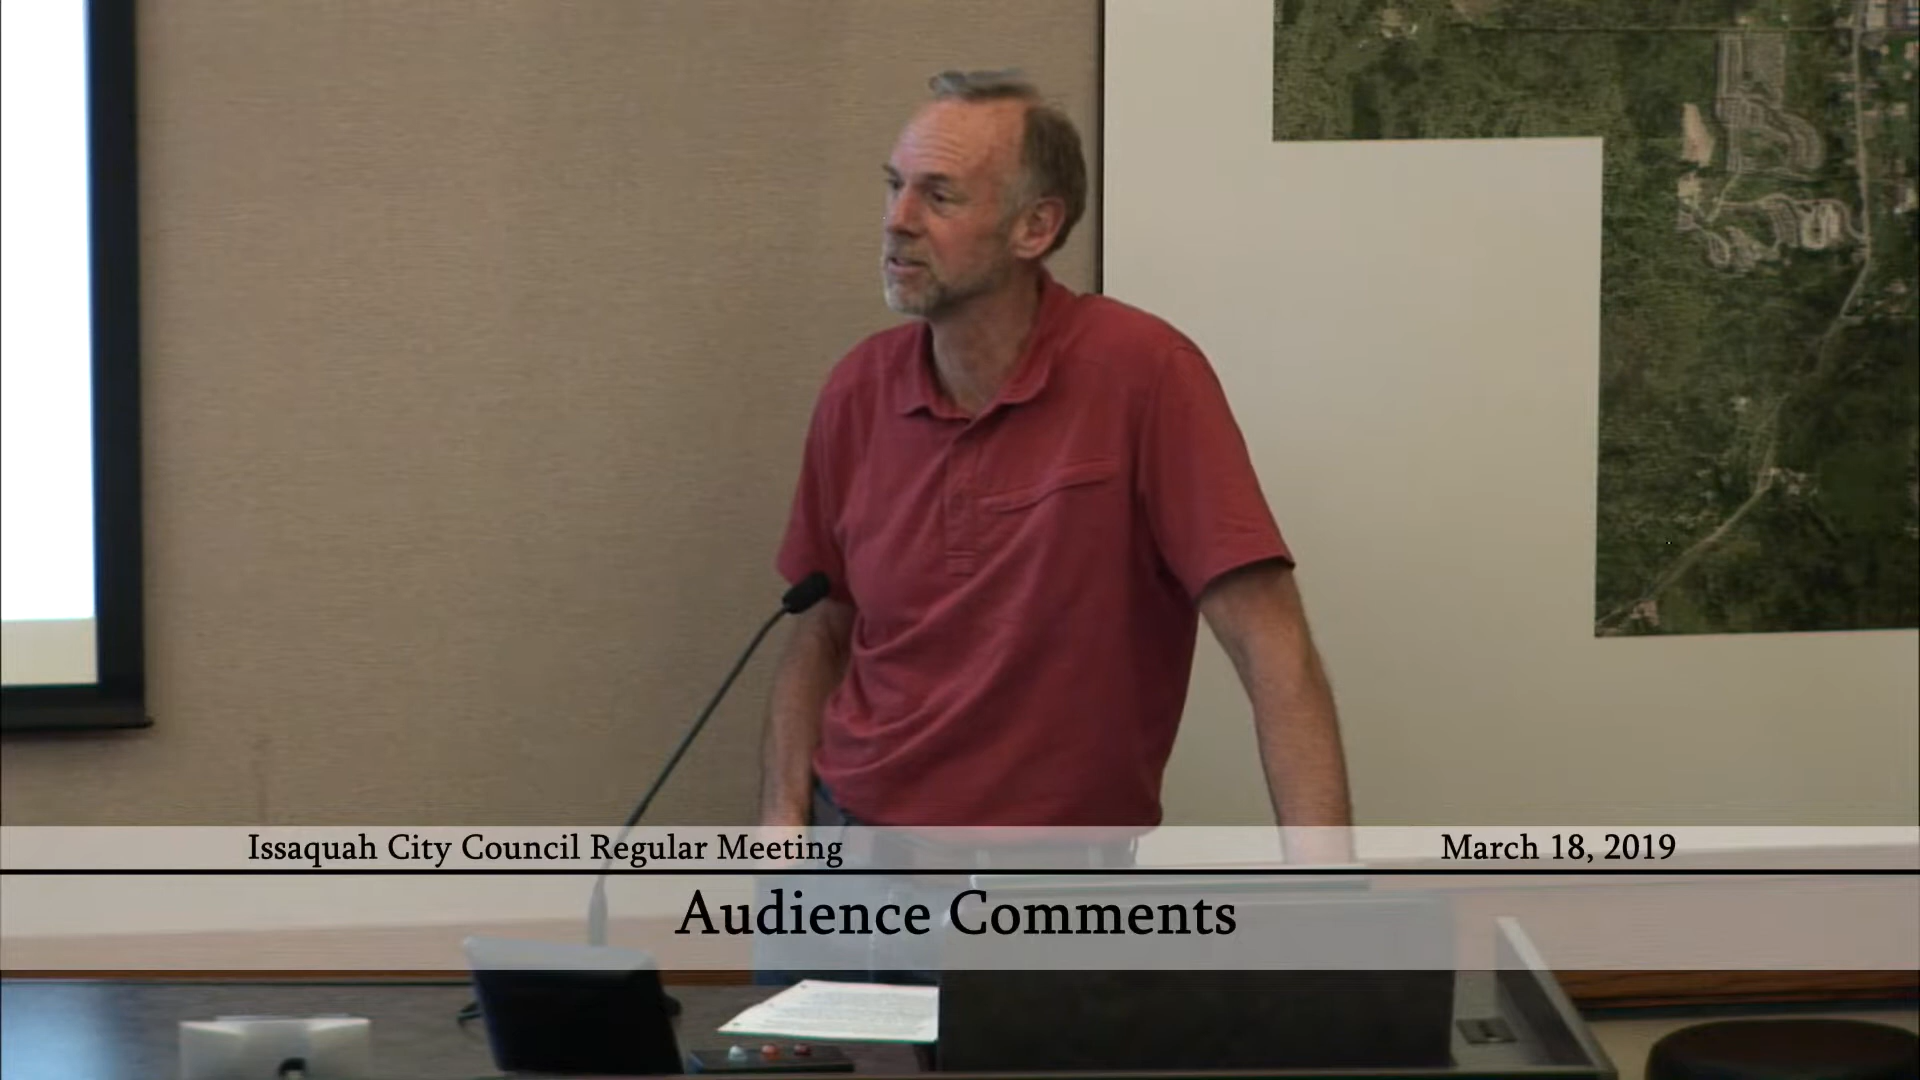 Issaquah City Council Regular Meeting March 18, 2019
Audience Comments